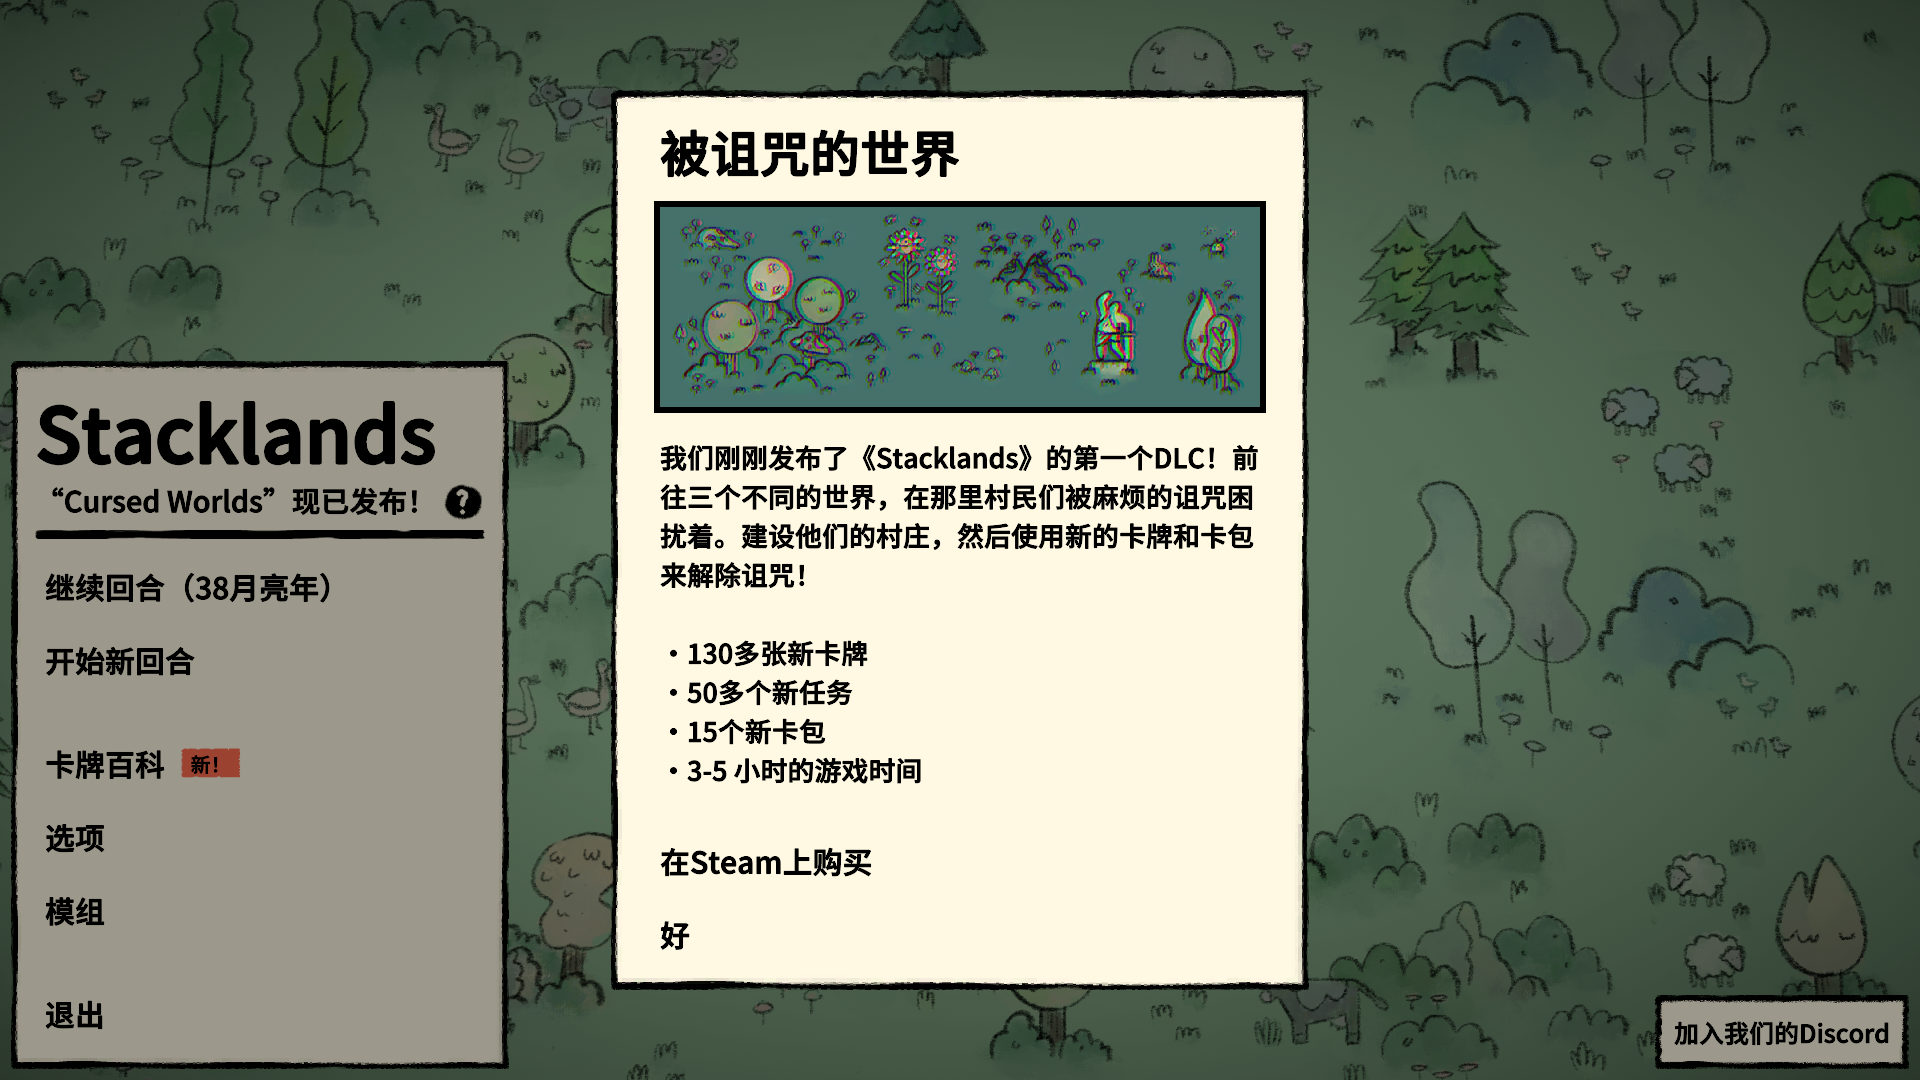 Stacklands
“Cursed Worlds”现已发布！
?
继续回合（38月亮年）
开始新回合
卡牌百科 新！
选项
模组
退出
被诅咒的世界
我们刚刚发布了《Stacklands》的第一个DLC！前
往三个不同的世界，在那里村民们被麻烦的诅咒困
扰着。建设他们的村庄，然后使用新的卡牌和卡包
来解除诅咒！
・130多张新卡牌
・50多个新任务
・15个新卡包
・3-5 小时的游戏时间
在Steam上购买
好
加入我们的Discord